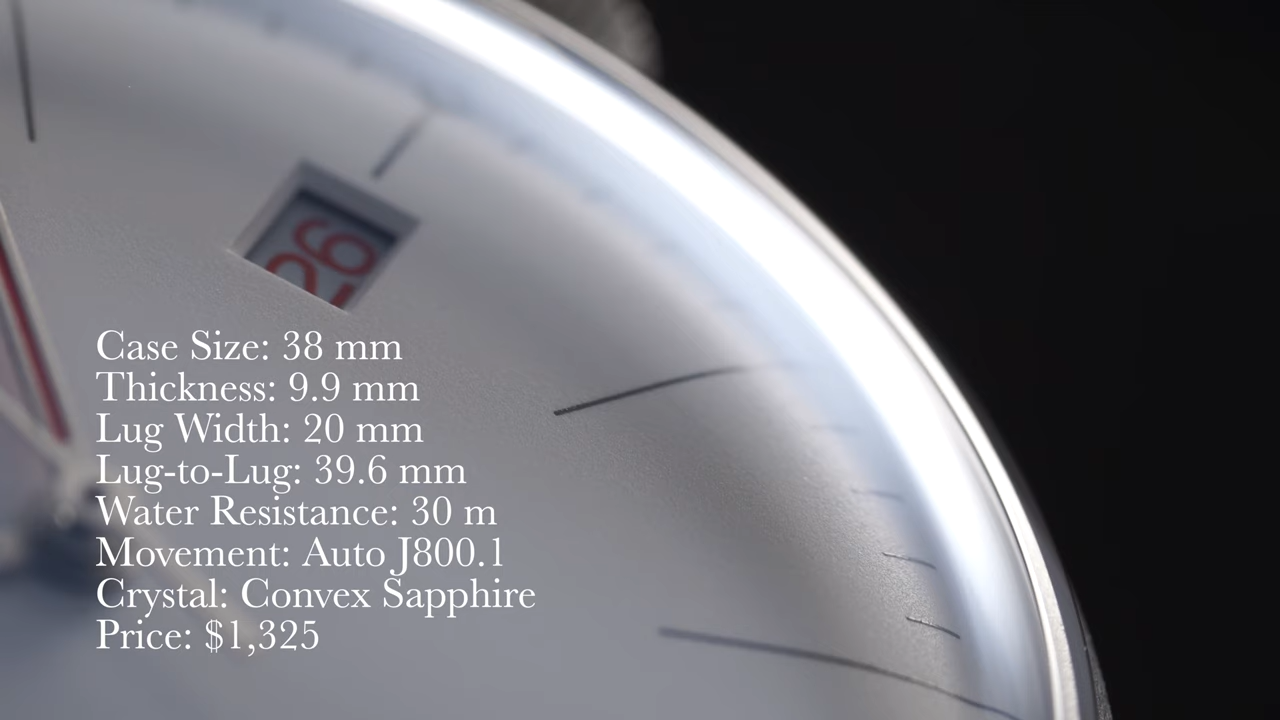 26
Case Size: 38 mm
Thickness: 9.9 mm
Lug Width: 20 mm
Lug-to-Lug: 39.6 mm
Water Resistance: 30 m
Movement: Auto J800.1
Crystal: Convex Sapphire
Price: $1,325